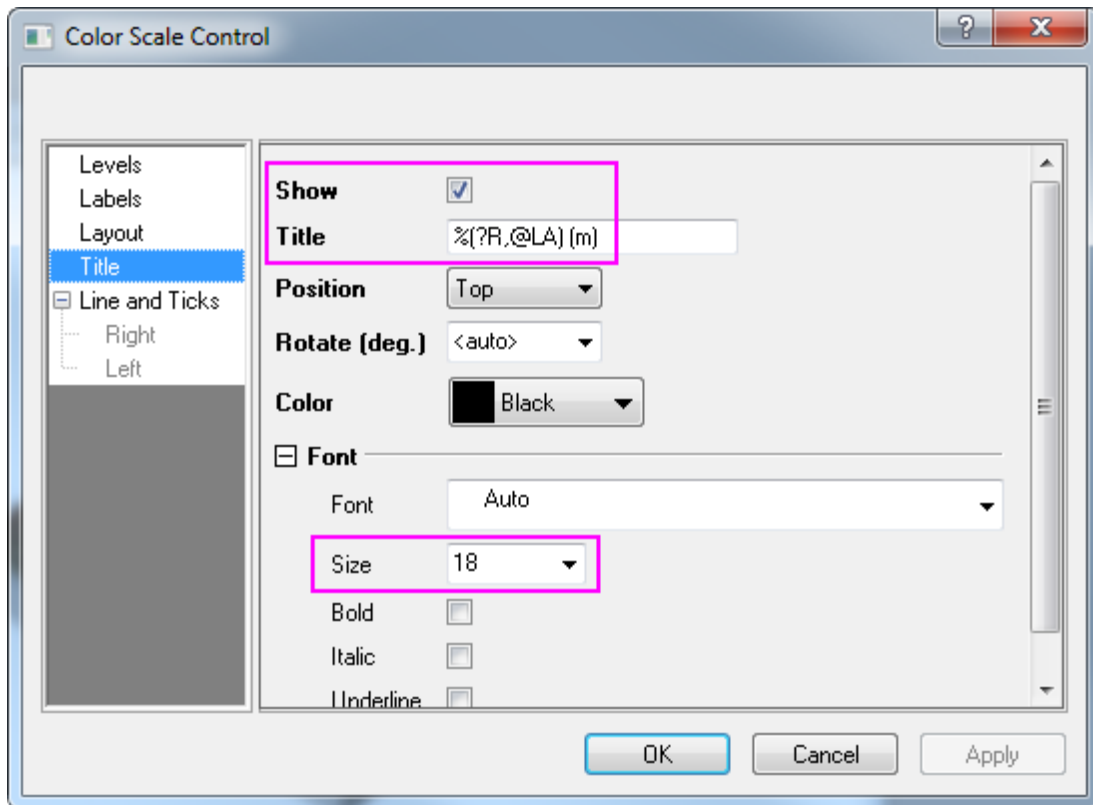 Color Scale Control
Levels
Labels
Layout
Title
Line and Ticks
Right
Left
Show
Title %(?R,@LA) (m)
Position Top
Rotate (deg.) <auto>
Color Black
Font
Font Auto
Size 18
Bold
Italic
Underline
OK Cancel Apply